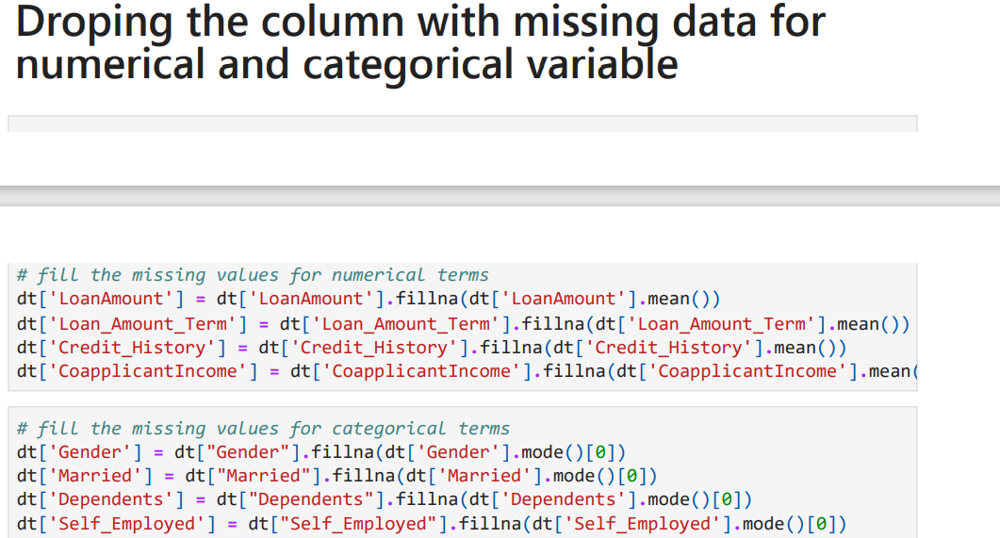 Droping the column with missing data for
numerical and categorical variable
# fill the missing values for numerical terms
dt['LoanAmount'] = dt['LoanAmount'].fillna(dt['LoanAmount'].mean())
dt['Loan_Amount_Term'] = dt['Loan_Amount_Term'].fillna(dt['Loan_Amount_Term'].mean())
dt['Credit_History'] = dt['Credit_History'].fillna(dt['Credit_History'].mean())
dt['CoapplicantIncome'] = dt['CoapplicantIncome'].fillna(dt['CoapplicantIncome'].mean(
# fill the missing values for categorical terms
dt['Gender'] = dt["Gender"].fillna(dt['Gender'].mode()[0])
dt['Married'] = dt["Married"].fillna(dt['Married'].mode()[0])
dt['Dependents'] = dt["Dependents"].fillna(dt['Dependents'].mode()[0])
dt['Self_Employed'] = dt["Self_Employed"].fillna(dt['Self_Employed'].mode()[0])